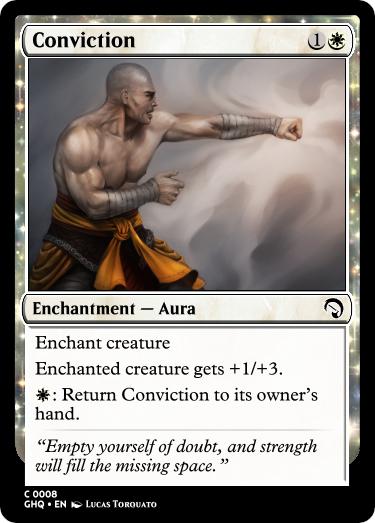 Conviction 1
Enchantment — Aura
Enchant creature
Enchanted creature gets +1/+3.
: Return Conviction to its owner's
hand.
“Empty yourself of doubt, and strength
will fill the missing space.”
C 0008
GHQ • EN Lucas Torquato